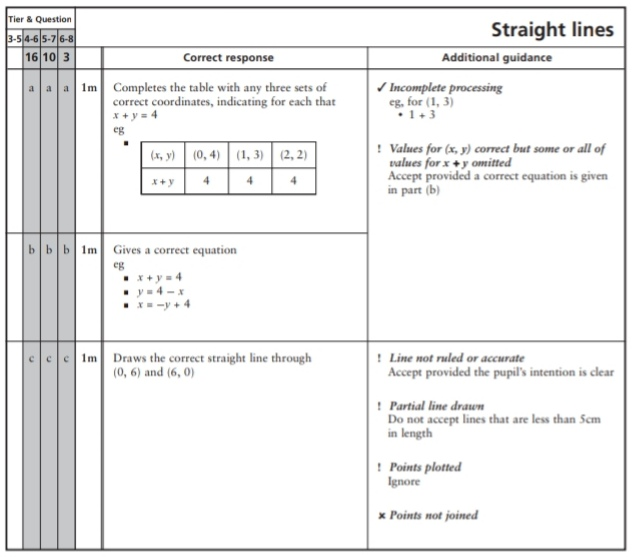 Tier & Question
3-5 4-6 5-7 6-8
Straight lines
16 10 3
Correct response
Additional guidance
a a a 1m
Completes the table with any three sets of
correct coordinates, indicating for each that
x + y = 4
eg
▪
(x, y) (0, 4) (1, 3) (2, 2)
x + y 4 4 4
✓ Incomplete processing
eg, for (1, 3)
• 1 + 3
! Values for (x, y) correct but some or all of
values for x + y omitted
Accept provided a correct equation is given
in part (b)
b b b 1m
Gives a correct equation
eg
▪ x + y = 4
▪ y = 4 – x
▪ x = –y + 4
c c c 1m
Draws the correct straight line through
(0, 6) and (6, 0)
! Line not ruled or accurate
Accept provided the pupil's intention is clear
! Partial line drawn
Do not accept lines that are less than 5cm
in length
! Points plotted
Ignore
× Points not joined